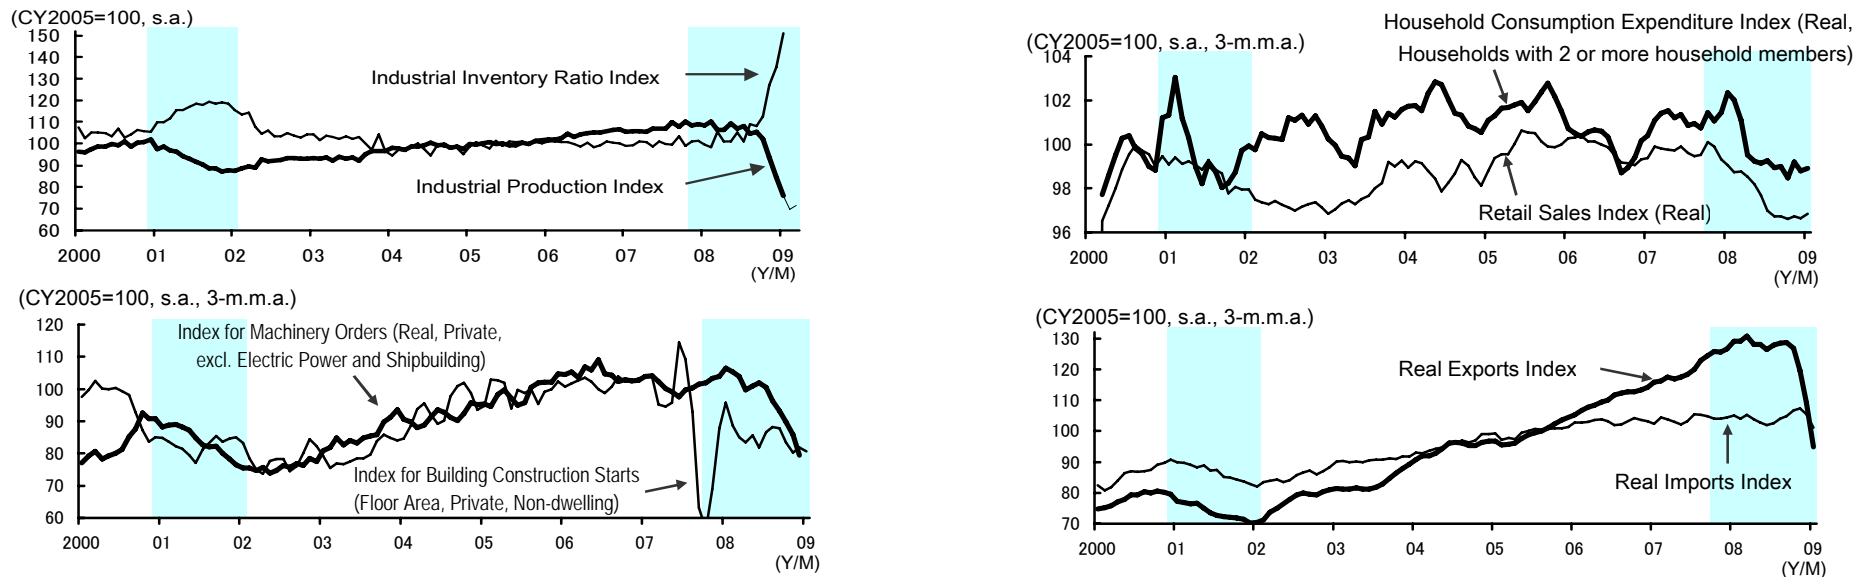 (CY2005=100, s.a.)
150
140
130
120
110
100
90
80
70
60
Industrial Inventory Ratio Index
Industrial Production Index
2000 01 02 03 04 05 06 07 08 09
(Y/M)
(CY2005=100, s.a., 3-m.m.a.)
Household Consumption Expenditure Index (Real,
Households with 2 or more household members)
104
102
100
98
96
Retail Sales Index (Real)
2000 01 02 03 04 05 06 07 08 09
(Y/M)
(CY2005=100, s.a., 3-m.m.a.)
120
110
100
90
80
70
60
Index for Machinery Orders (Real, Private,
excl. Electric Power and Shipbuilding)
Index for Building Construction Starts
(Floor Area, Private, Non-dwelling)
2000 01 02 03 04 05 06 07 08 09
(Y/M)
(CY2005=100, s.a., 3-m.m.a.)
130
120
110
100
90
80
70
Real Exports Index
Real Imports Index
2000 01 02 03 04 05 06 07 08 09
(Y/M)